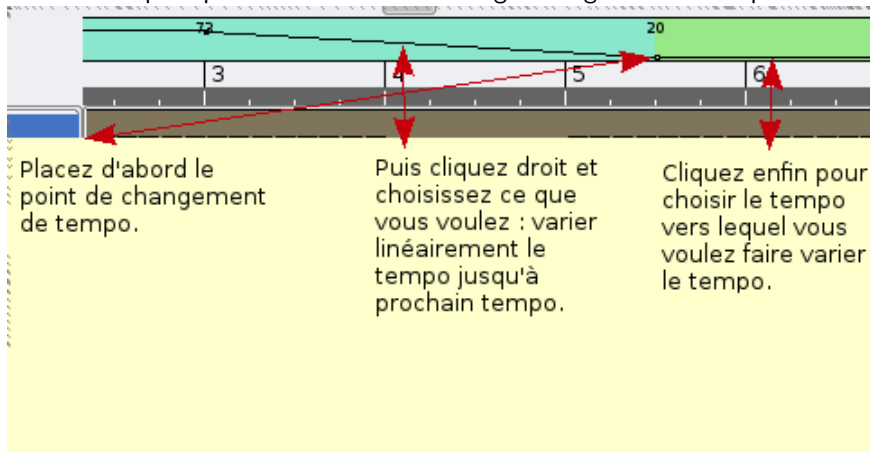 73 20
3 4 5 6
Placez d'abord le
point de changement
de tempo.
Puis cliquez droit et
choisissez ce que
vous voulez : varier
linéairement le
tempo jusqu'à
prochain tempo.
Cliquez enfin pour
choisir le tempo
vers lequel vous
voulez faire varier
le tempo.